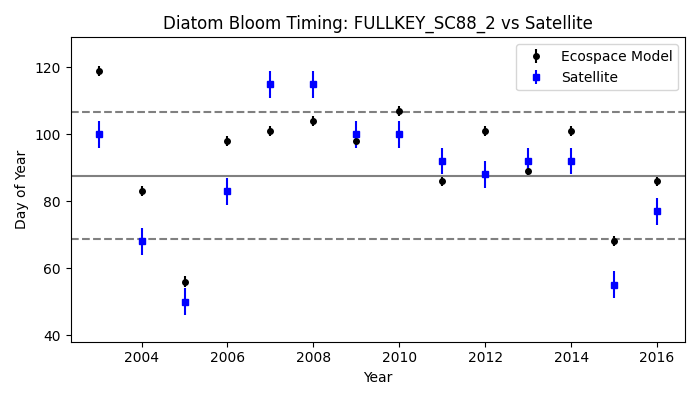 Diatom Bloom Timing: FULLKEY_SC88_2 vs Satellite
Ecospace Model
Satellite
120
100
80
60
40
Day of Year
2004
2006
2008
2010
2012
2014
2016
Year